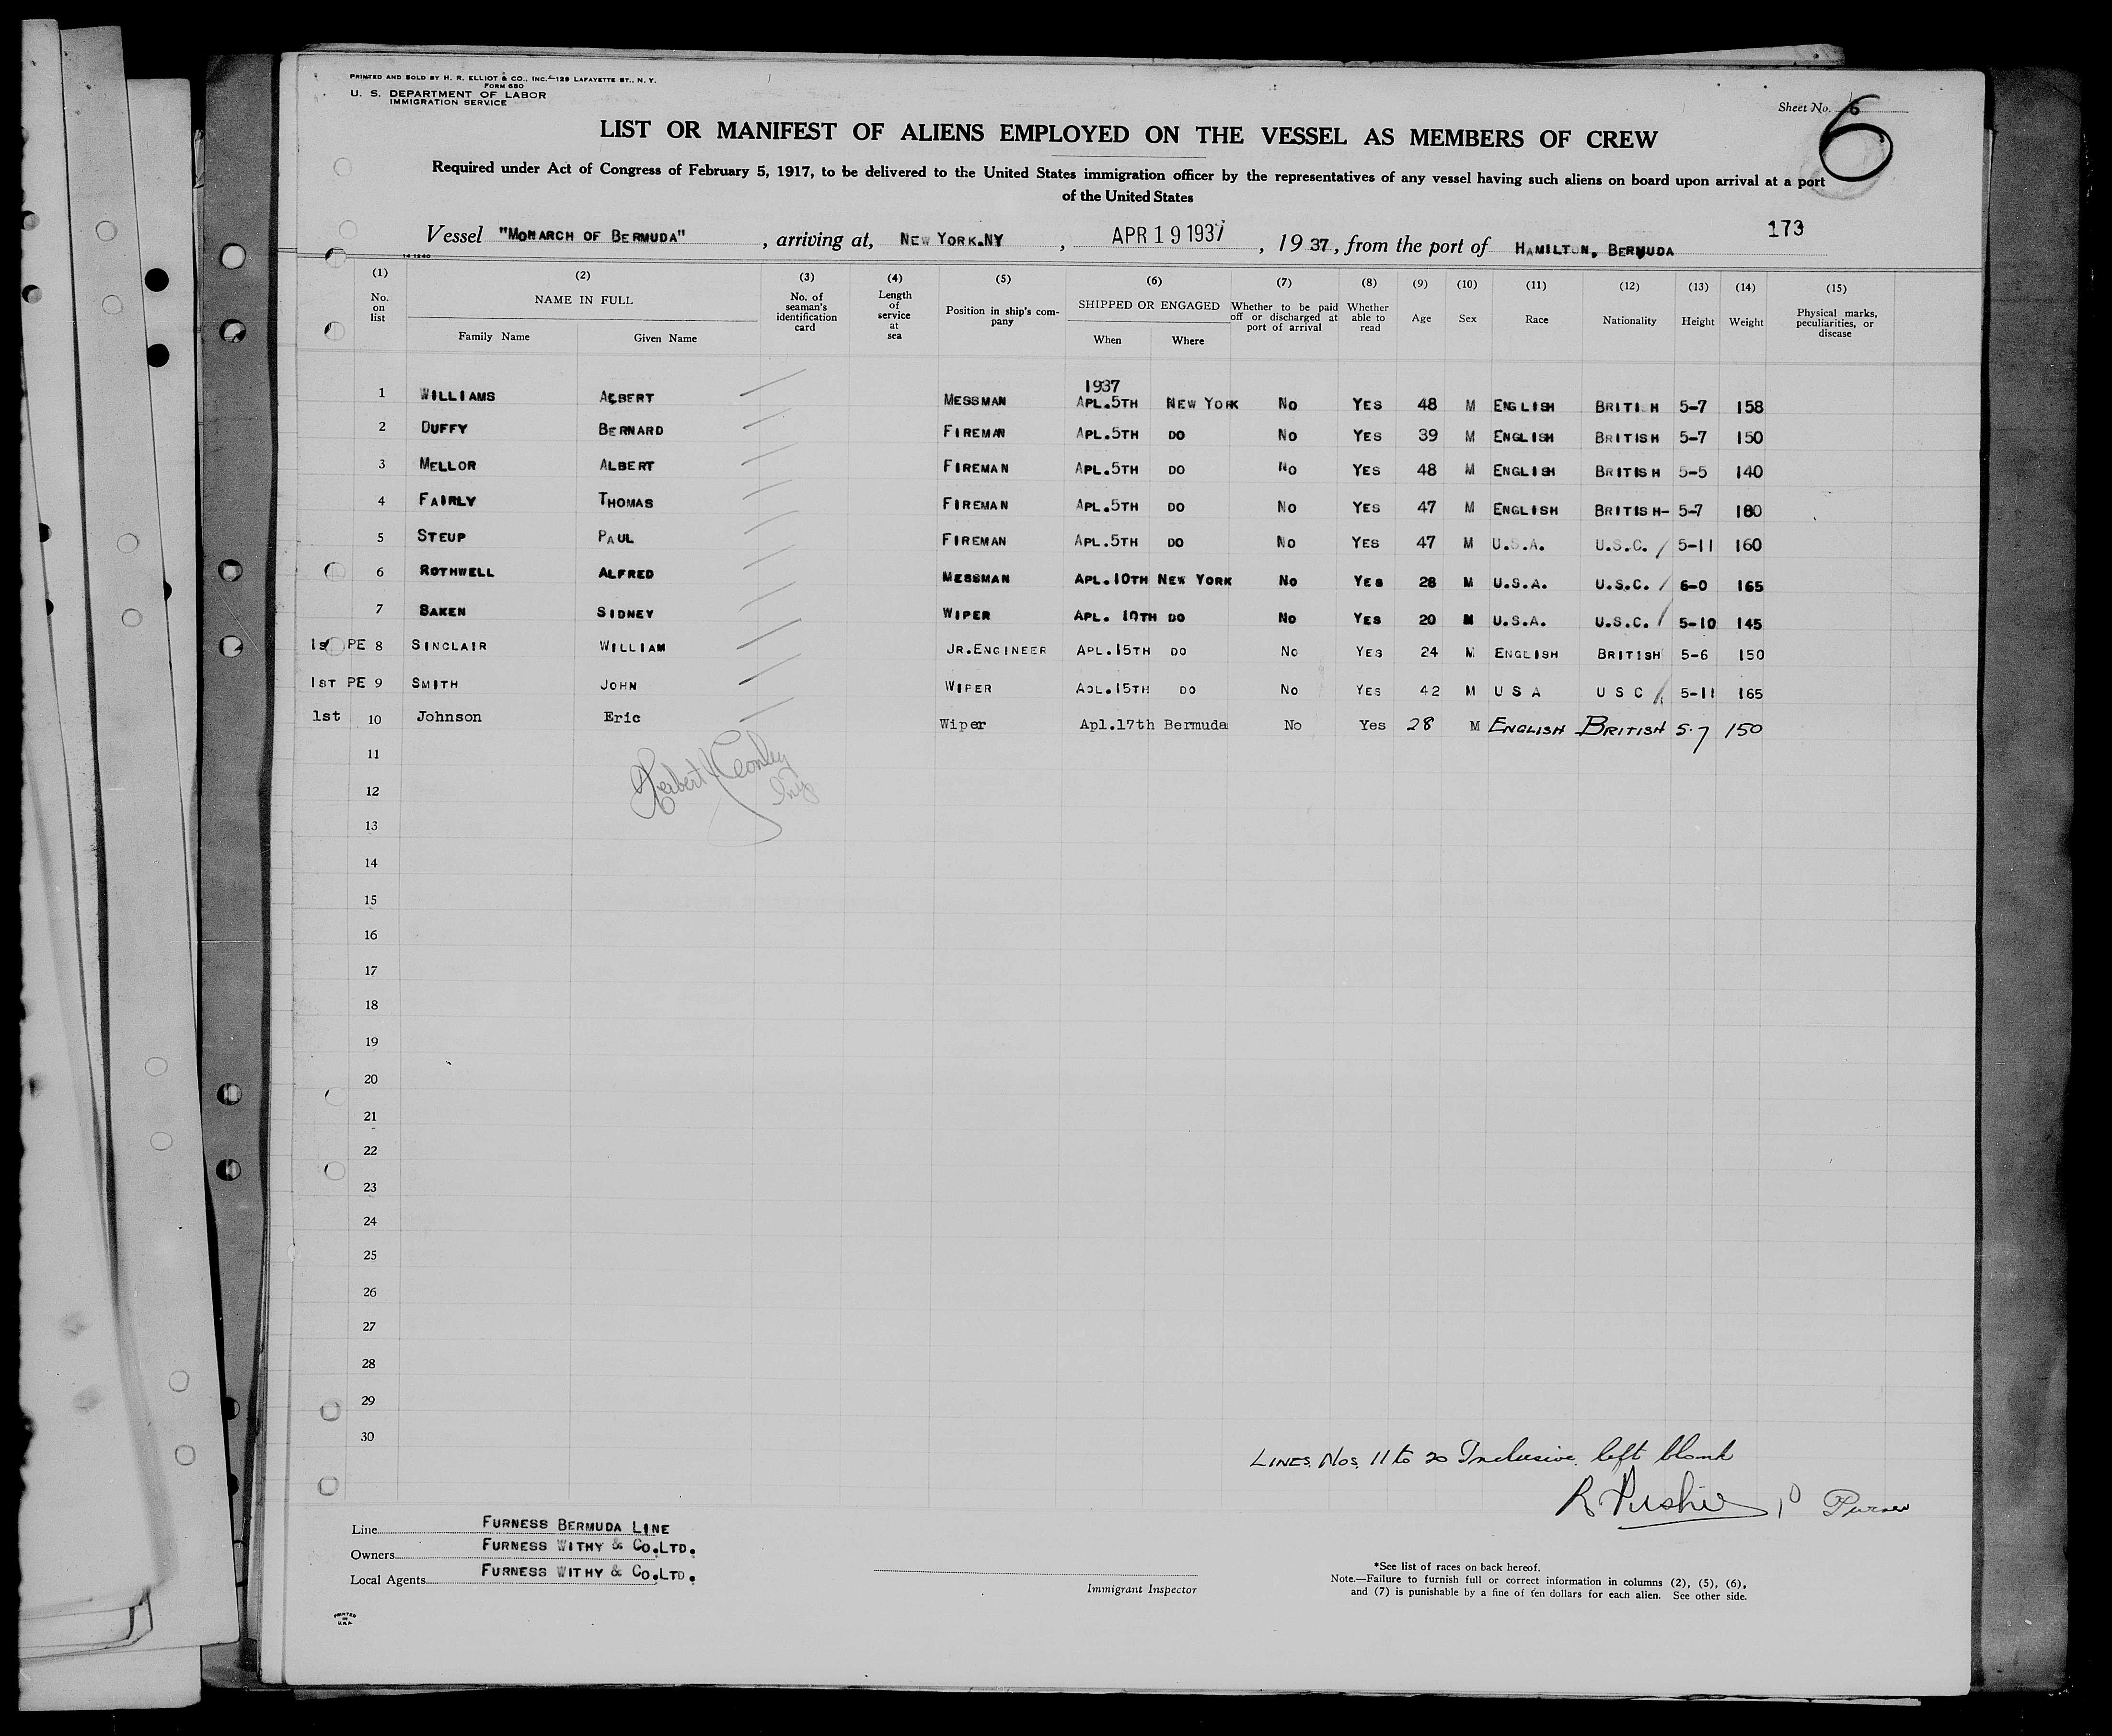 PRINTED AND SOLD BY H. R. ELLIOT & CO., INC. 129 LAFAYETTE ST., N. Y.
FORM 680
U. S. DEPARTMENT OF LABOR
IMMIGRATION SERVICE
Sheet No. 6
6
LIST OR MANIFEST OF ALIENS EMPLOYED ON THE VESSEL AS MEMBERS OF CREW
Required under Act of Congress of February 5, 1917, to be delivered to the United States immigration officer by the representatives of any vessel having such aliens on board upon arrival at a port
of the United States
173
Vessel "MONARCH OF BERMUDA" , arriving at, NEW YORK.NY , APR 19 1937 , 1937, from the port of HAMILTON, BERMUDA
14-1240
(1) (2) (3) (4) (5) (6) (7) (8) (9) (10) (11) (12) (13) (14) (15)
No. on list NAME IN FULL Family Name Given Name No. of seaman's identification card Length of service at sea Position in ship's company SHIPPED OR ENGAGED When Where Whether to be paid off or discharged at port of arrival Whether able to read Age Sex Race Nationality Height Weight Physical marks, peculiarities, or disease
1937
1 WILLIAMS ALBERT MESSMAN APL.5TH NEW YORK No YES 48 M ENGLISH BRITI H 5-7 158
2 DUFFY BERNARD FIREMAN APL.5TH DO No YES 39 M ENGLISH BRITISH 5-7 150
3 MELLOR ALBERT FIREMAN APL.5TH DO No YES 48 M ENGLISH BRITISH 5-5 140
4 FAIRLY THOMAS FIREMAN APL.5TH DO No YES 47 M ENGLISH BRITISH- 5-7 180
5 STEUP PAUL FIREMAN APL.5TH DO No YES 47 M U.S.A. U.S.C. / 5-11 160
6 ROTHWELL ALFRED MESSMAN APL.10TH NEW YORK No YES 28 M U.S.A. U.S.C. / 6-0 165
7 BAKEN SIDNEY WIPER APL. 10TH DO No YES 20 M U.S.A. U.S.C. / 5-10 145
1st PE 8 SINCLAIR WILLIAM JR.ENGINEER APL.15TH DO No YES 24 M ENGLISH BRITISH 5-6 150
1ST PE 9 SMITH JOHN WIPER APL.15TH DO No YES 42 M U S A U S C / 5-11 165
1st 10 Johnson Eric Wiper Apl.17th Bermuda No Yes 28 M ENGLISH BRITISH 5-7 150
11
12
13
14
15
16
17
18
19
20
21
22
23
24
25
26
27
28
29
30
LINES Nos. 11 to 30 Inclusive left blank
Purser
Line FURNESS BERMUDA LINE
Owners FURNESS WITHY & CO.LTD.
Local Agents FURNESS WITHY & CO.LTD.
Immigrant Inspector
*See list of races on back hereof.
Note.—Failure to furnish full or correct information in columns (2), (5), (6),
and (7) is punishable by a fine of ten dollars for each alien. See other side.
PRINTED
IN
U.S.A.